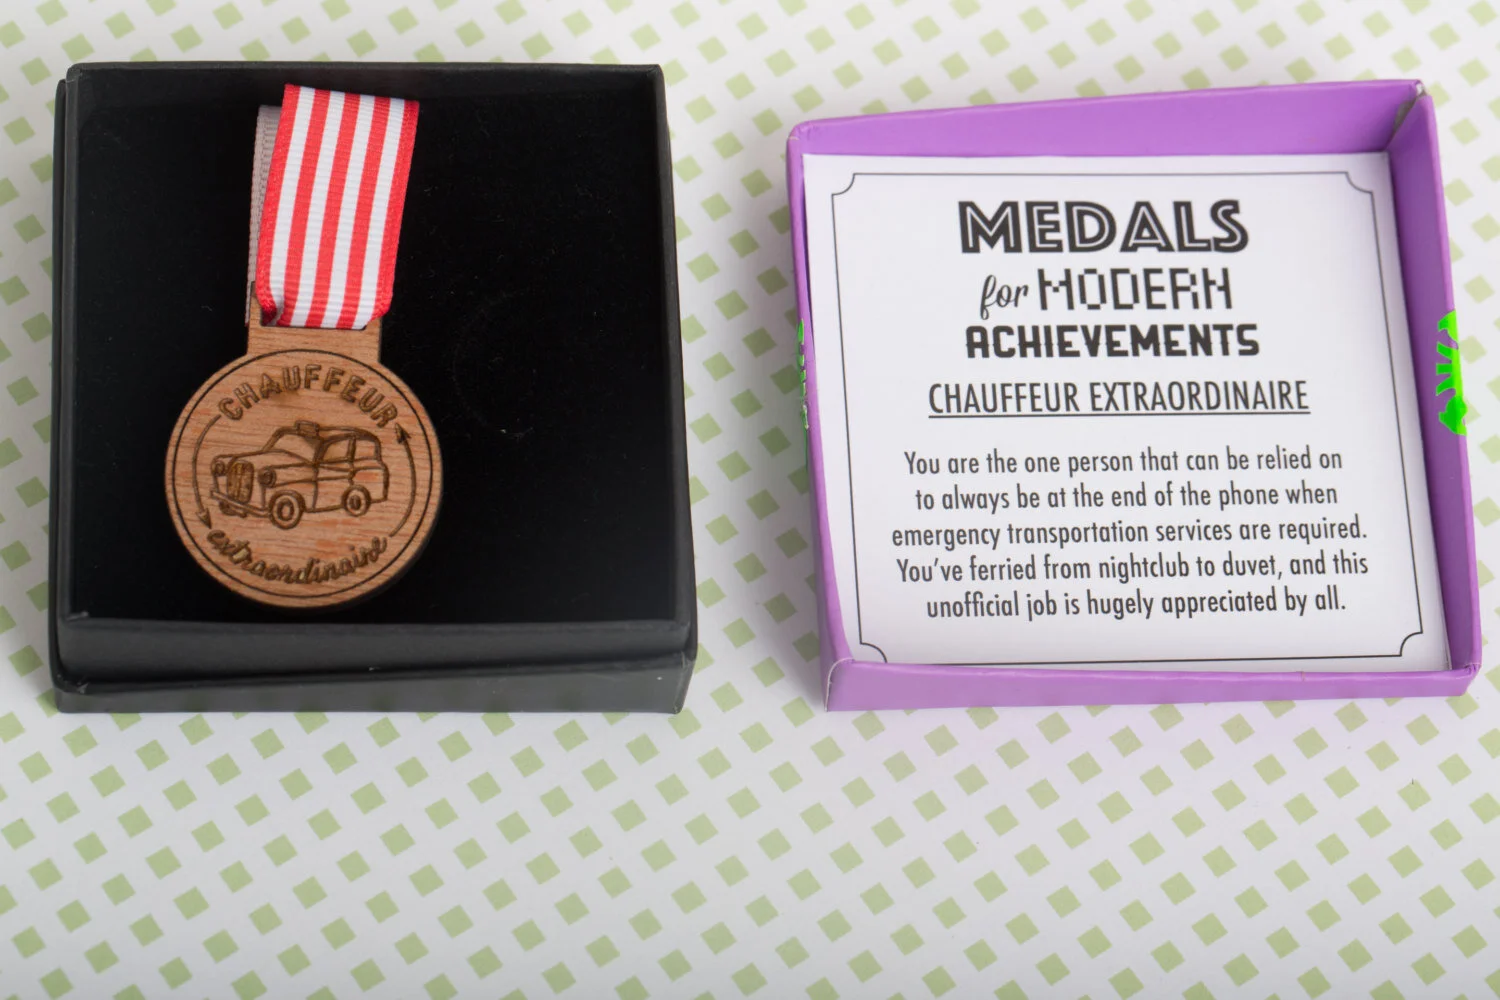 CHAUFFEUR
extraordinaire
MEDALS
for MODERN
ACHIEVEMENTS
CHAUFFEUR EXTRAORDINAIRE
You are the one person that can be relied on
to always be at the end of the phone when
emergency transportation services are required.
You've ferried from nightclub to duvet, and this
unofficial job is hugely appreciated by all.